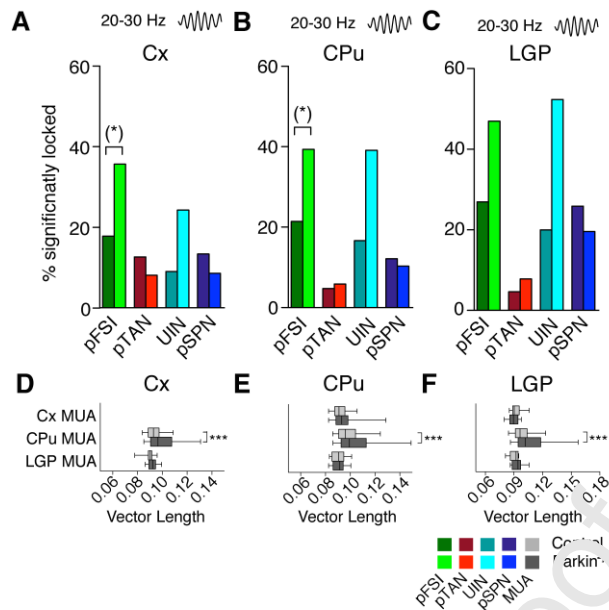 A 20-30 Hz B 20-30 Hz C 20-30 Hz
Cx CPu LGP
% significnatly locked
60 60 60
40 40 40
20 20 20
0 0 0
(*) (*)
pFSI pTAN UIN pSPN pFSI pTAN UIN pSPN pFSI pTAN UIN pSPN
D Cx E CPu F LGP
Cx MUA
CPu MUA *** *** ***
LGP MUA
0.06 0.08 0.10 0.12 0.14 0.06 0.08 0.10 0.12 0.14 0.06 0.09 0.12 0.15 0.18
Vector Length Vector Length Vector Length
Control
pFSI pTAN UIN pSPN MUA